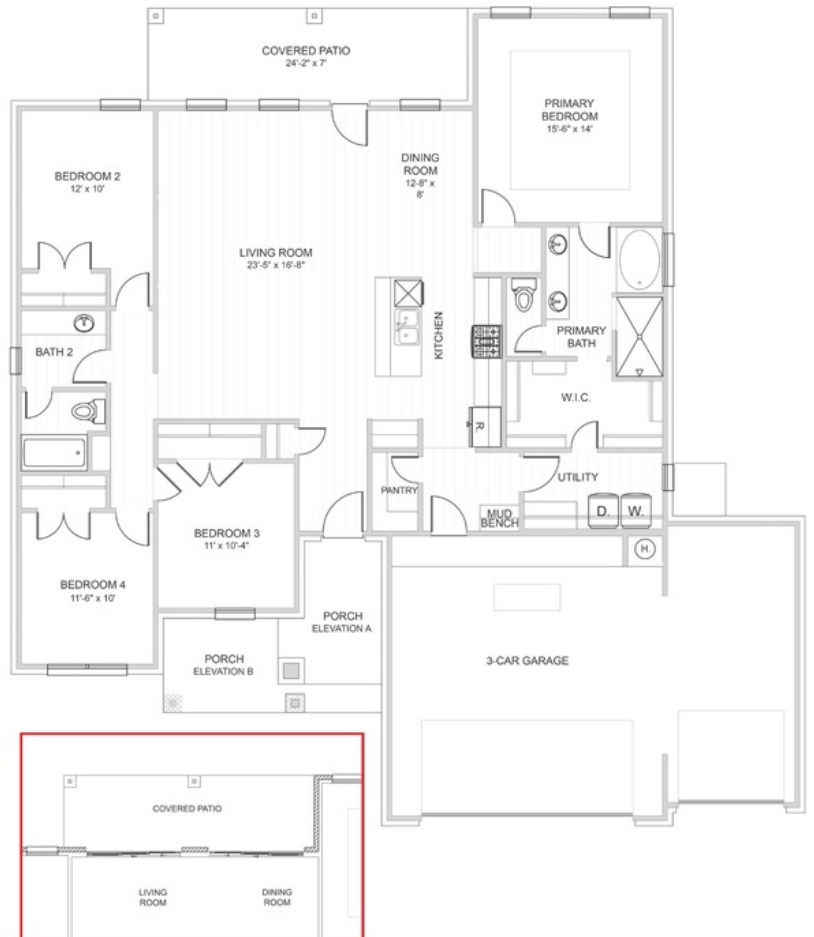 COVERED PATIO
24'-2" x 7'
PRIMARY
BEDROOM
15'-6" x 14'
BEDROOM 2
12' x 10'
DINING
ROOM
12-8" x
8'
LIVING ROOM
23'-5" x 16'-8"
KITCHEN
PRIMARY
BATH
BATH 2
W.I.C.
R.
UTILITY
PANTRY
MUD
BENCH
D.
W.
BEDROOM 3
11' x 10'-4"
H.
BEDROOM 4
11'-6" x 10'
PORCH
ELEVATION A
PORCH
ELEVATION B
3-CAR GARAGE
COVERED PATIO
LIVING
ROOM
DINING
ROOM